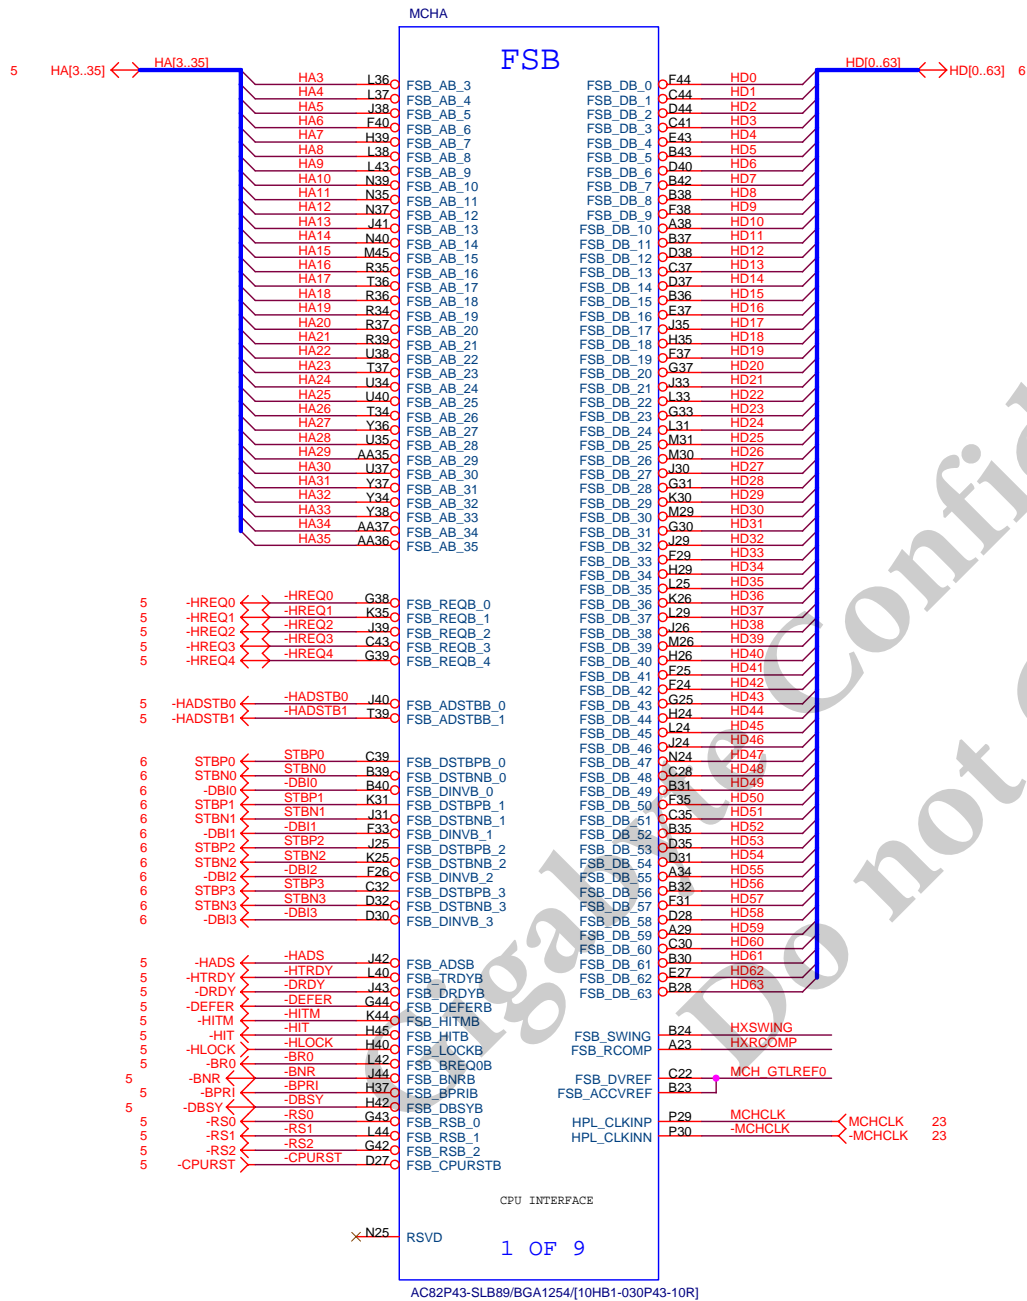 MCHA
FSB
5 HA[3..35] HA[3..35] HD[0..63] HD[0..63] 6
HA3 L36 FSB_AB_3 FSB_DB_0 F44 HD0
HA4 L37 FSB_AB_4 FSB_DB_1 C44 HD1
HA5 J38 FSB_AB_5 FSB_DB_2 D44 HD2
HA6 F40 FSB_AB_6 FSB_DB_3 C41 HD3
HA7 H39 FSB_AB_7 FSB_DB_4 E43 HD4
HA8 L38 FSB_AB_8 FSB_DB_5 B43 HD5
HA9 L43 FSB_AB_9 FSB_DB_6 D40 HD6
HA10 N39 FSB_AB_10 FSB_DB_7 B42 HD7
HA11 N35 FSB_AB_11 FSB_DB_8 B38 HD8
HA12 N37 FSB_AB_12 FSB_DB_9 F38 HD9
HA13 J41 FSB_AB_13 FSB_DB_10 A38 HD10
HA14 N40 FSB_AB_14 FSB_DB_11 B37 HD11
HA15 M45 FSB_AB_15 FSB_DB_12 D38 HD12
HA16 R35 FSB_AB_16 FSB_DB_13 C37 HD13
HA17 T36 FSB_AB_17 FSB_DB_14 D37 HD14
HA18 R36 FSB_AB_18 FSB_DB_15 B36 HD15
HA19 R34 FSB_AB_19 FSB_DB_16 E37 HD16
HA20 R37 FSB_AB_20 FSB_DB_17 J35 HD17
HA21 R39 FSB_AB_21 FSB_DB_18 H35 HD18
HA22 U38 FSB_AB_22 FSB_DB_19 F37 HD19
HA23 T37 FSB_AB_23 FSB_DB_20 G37 HD20
HA24 U34 FSB_AB_24 FSB_DB_21 J33 HD21
HA25 U40 FSB_AB_25 FSB_DB_22 L33 HD22
HA26 T34 FSB_AB_26 FSB_DB_23 G33 HD23
HA27 Y36 FSB_AB_27 FSB_DB_24 L31 HD24
HA28 U35 FSB_AB_28 FSB_DB_25 M31 HD25
HA29 AA35 FSB_AB_29 FSB_DB_26 M30 HD26
HA30 U37 FSB_AB_30 FSB_DB_27 J30 HD27
HA31 Y37 FSB_AB_31 FSB_DB_28 G31 HD28
HA32 Y34 FSB_AB_32 FSB_DB_29 K30 HD29
HA33 Y38 FSB_AB_33 FSB_DB_30 M29 HD30
HA34 AA37 FSB_AB_34 FSB_DB_31 G30 HD31
HA35 AA36 FSB_AB_35 FSB_DB_32 J29 HD32
FSB_DB_33 F29 HD33
FSB_DB_34 H29 HD34
FSB_DB_35 L25 HD35
5 -HREQ0 -HREQ0 G38 FSB_REQB_0 FSB_DB_36 K26 HD36
5 -HREQ1 -HREQ1 K35 FSB_REQB_1 FSB_DB_37 L29 HD37
5 -HREQ2 -HREQ2 J39 FSB_REQB_2 FSB_DB_38 J26 HD38
5 -HREQ3 -HREQ3 C43 FSB_REQB_3 FSB_DB_39 M26 HD39
5 -HREQ4 -HREQ4 G39 FSB_REQB_4 FSB_DB_40 H26 HD40
FSB_DB_41 F25 HD41
FSB_DB_42 F24 HD42
5 -HADSTB0 -HADSTB0 J40 FSB_ADSTBB_0 FSB_DB_43 G25 HD43
5 -HADSTB1 -HADSTB1 T39 FSB_ADSTBB_1 FSB_DB_44 H24 HD44
FSB_DB_45 L24 HD45
FSB_DB_46 J24 HD46
6 STBP0 STBP0 C39 FSB_DSTBPB_0 FSB_DB_47 N24 HD47
6 STBN0 STBN0 B39 FSB_DSTBNB_0 FSB_DB_48 C28 HD48
6 -DBI0 -DBI0 B40 FSB_DINVB_0 FSB_DB_49 B31 HD49
6 STBP1 STBP1 K31 FSB_DSTBPB_1 FSB_DB_50 F35 HD50
6 STBN1 STBN1 J31 FSB_DSTBNB_1 FSB_DB_51 C35 HD51
6 -DBI1 -DBI1 F33 FSB_DINVB_1 FSB_DB_52 B35 HD52
6 STBP2 STBP2 J25 FSB_DSTBPB_2 FSB_DB_53 D35 HD53
6 STBN2 STBN2 K25 FSB_DSTBNB_2 FSB_DB_54 D31 HD54
6 -DBI2 -DBI2 F26 FSB_DINVB_2 FSB_DB_55 A34 HD55
6 STBP3 STBP3 C32 FSB_DSTBPB_3 FSB_DB_56 B32 HD56
6 STBN3 STBN3 D32 FSB_DSTBNB_3 FSB_DB_57 F31 HD57
6 -DBI3 -DBI3 D30 FSB_DINVB_3 FSB_DB_58 D28 HD58
FSB_DB_59 A29 HD59
FSB_DB_60 C30 HD60
5 -HADS -HADS J42 FSB_ADSB FSB_DB_61 B30 HD61
5 -HTRDY -HTRDY L40 FSB_TRDYB FSB_DB_62 E27 HD62
5 -DRDY -DRDY J43 FSB_DRDYB FSB_DB_63 B28 HD63
5 -DEFER -DEFER G44 FSB_DEFERB
5 -HITM -HITM K44 FSB_HITMB
5 -HIT -HIT H45 FSB_HITB FSB_SWING B24 HXSWING
5 -HLOCK -HLOCK H40 FSB_LOCKB FSB_RCOMP A23 HXRCOMP
5 -BR0 -BR0 L42 FSB_BREQ0B
5 -BNR -BNR J44 FSB_BNRB FSB_DVREF C22 MCH_GTLREF0
5 -BPRI -BPRI H37 FSB_BPRIB FSB_ACCVREF B23
5 -DBSY -DBSY H42 FSB_DBSYB
5 -RS0 -RS0 G43 FSB_RSB_0 HPL_CLKINP P29 MCHCLK MCHCLK 23
5 -RS1 -RS1 L44 FSB_RSB_1 HPL_CLKINN P30 -MCHCLK -MCHCLK 23
5 -RS2 -RS2 G42 FSB_RSB_2
5 -CPURST -CPURST D27 FSB_CPURSTB
CPU INTERFACE
N25 RSVD
1 OF 9
AC82P43-SLB89/BGA1254/[10HB1-030P43-10R]
Gigabyte Confid
Do not C